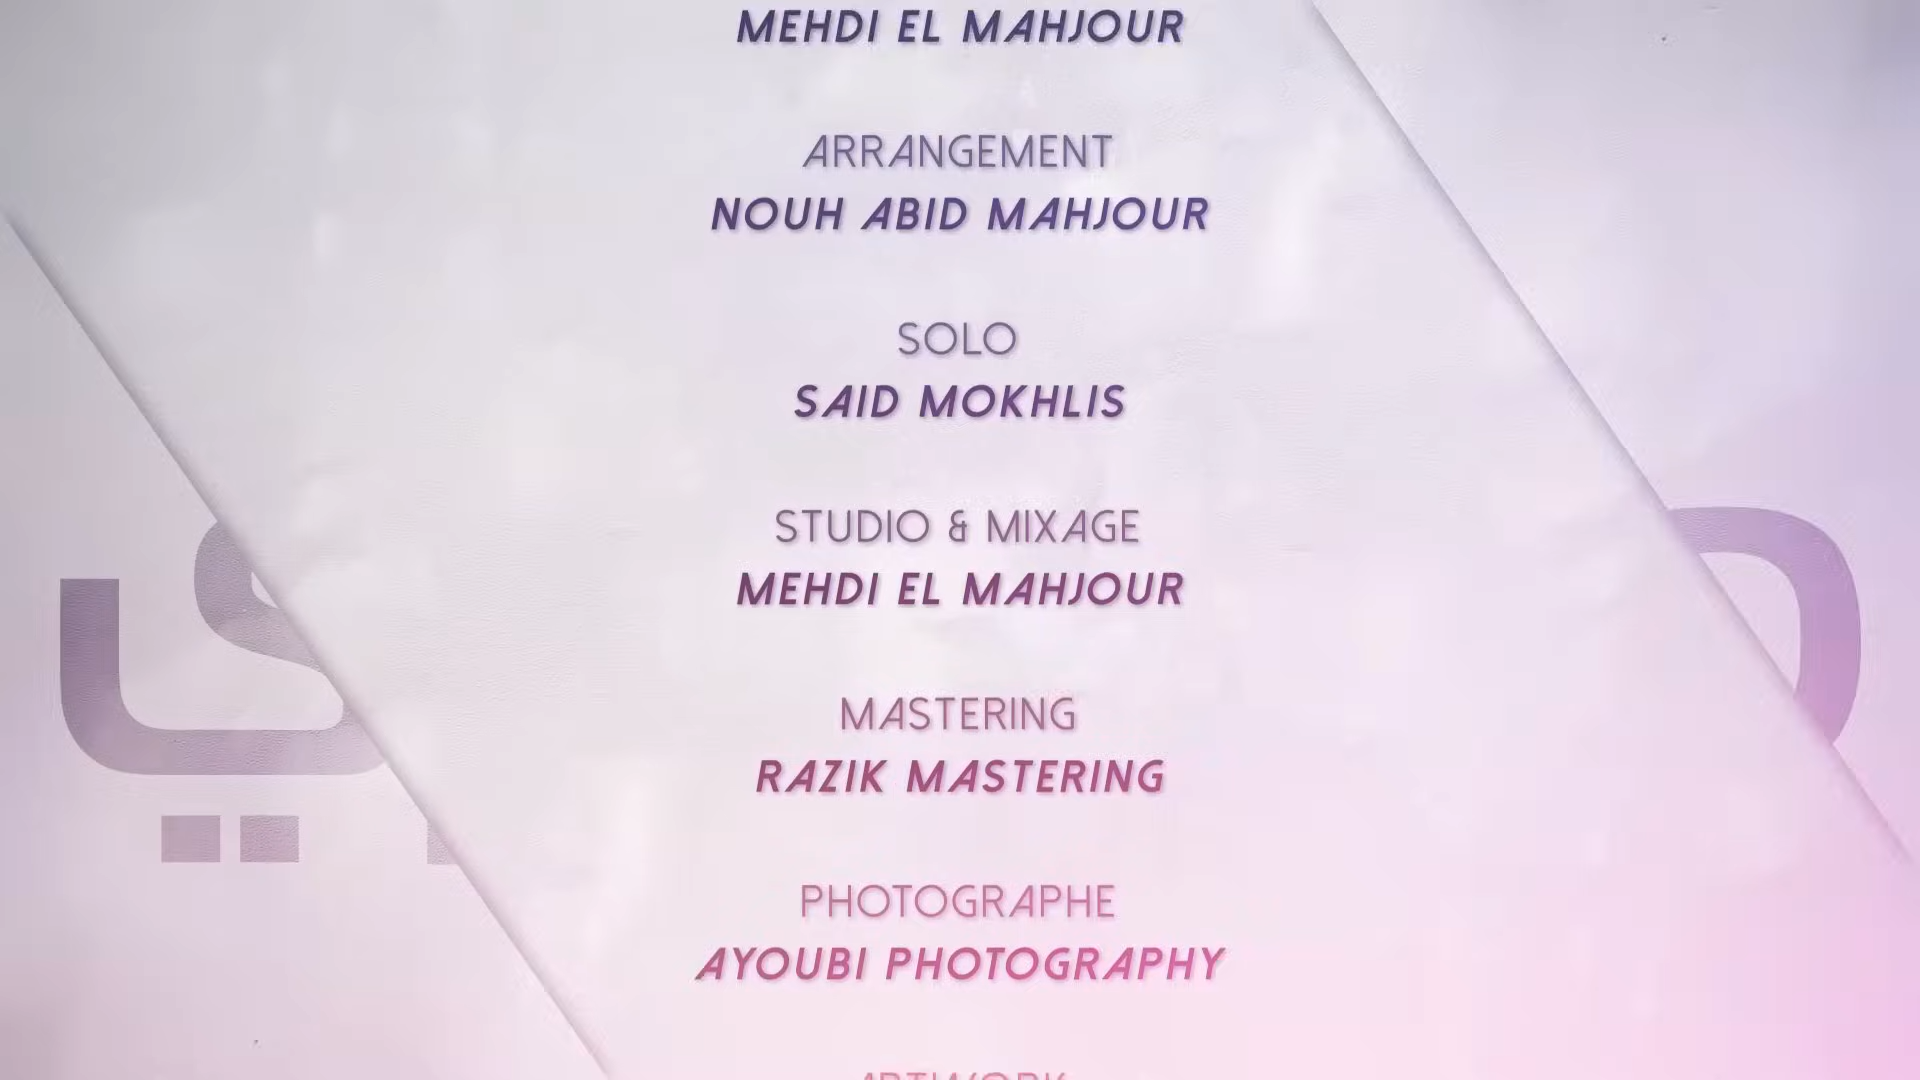 MEHDI EL MAHJOUR
ARRANGEMENT
NOUH ABID MAHJOUR
SOLO
SAID MOKHLIS
STUDIO & MIXAGE
MEHDI EL MAHJOUR
MASTERING
RAZIK MASTERING
PHOTOGRAPHE
AYOUBI PHOTOGRAPHY
ARTWORK